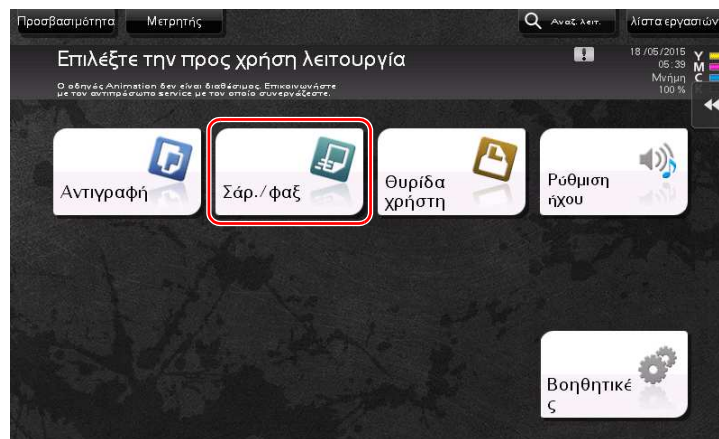 Προσβασιμότητα
Μετρητής
Αναζ. λειτ.
λίστα εργασιών
Επιλέξτε την προς χρήση λειτουργία
Ο οδηγός Animation δεν είναι διαθέσιμος. Επικοινωνήστε
με τον αντιπρόσωπο service με τον οποίο συνεργάζεστε.
18 /05/2015
05:39
Μνήμη
100 %
Y
M
C
K
Αντιγραφή
Σάρ./φαξ
Θυρίδα
χρήστη
Ρύθμιση
ήχου
Βοηθητικέ
ς